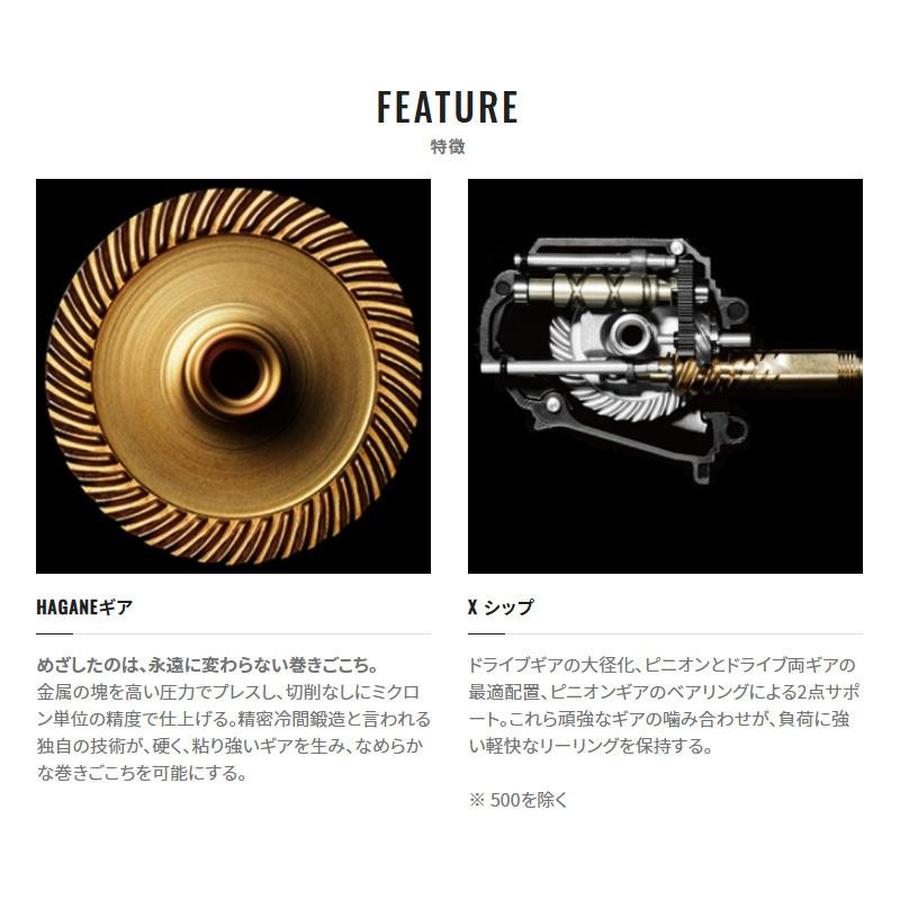 FEATURE
特徴
HAGANEギア
めざしたのは、永遠に変わらない巻きごこち。
金属の塊を高い圧力でプレスし、切削なしにミクロ
ン単位の精度で仕上げる。精密冷間鍛造と言われる
独自の技術が、硬く、粘り強いギアを生み、なめらか
な巻きごこちを可能にする。
X シップ
ドライブギアの大径化、ピニオンとドライブ両ギアの
最適配置、ピニオンギアのベアリングによる2点サポ
ート。これら頑強なギアの噛み合わせが、負荷に強
い軽快なリーリングを保持する。
※ 500を除く